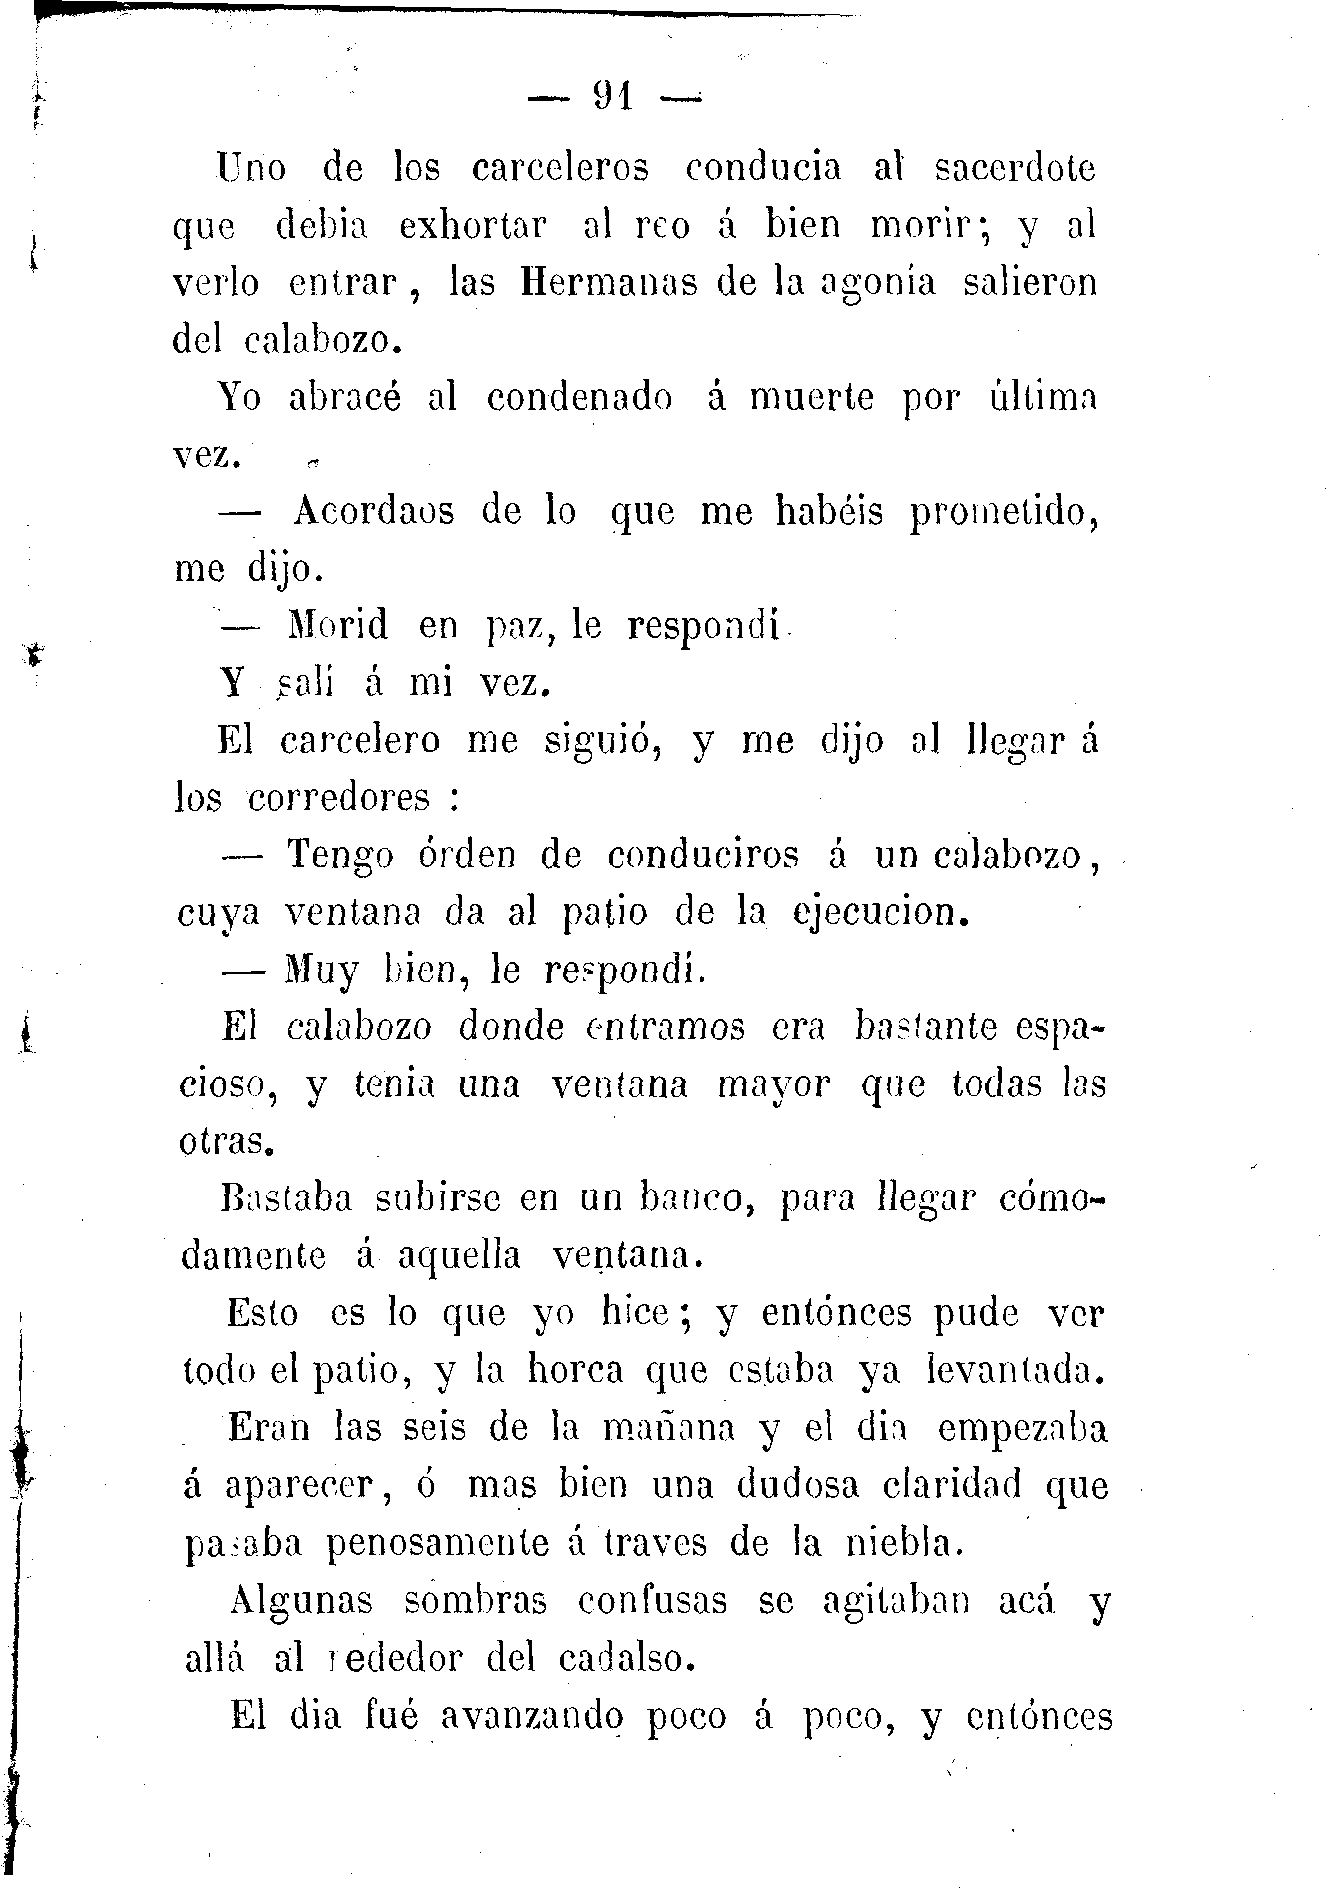 — 91 —
Uno de los carceleros conducia al sacerdote
que debia exhortar al reo á bien morir; y al
verlo entrar, las Hermanas de la agonía salieron
del calabozo.
Yo abracé al condenado á muerte por última
vez.
— Acordaos de lo que me habéis prometido,
me dijo.
— Morid en paz, le respondí.
Y salí á mi vez.
El carcelero me siguió, y me dijo al llegar á
los corredores :
— Tengo órden de conduciros á un calabozo,
cuya ventana da al patio de la ejecucion.
— Muy bien, le respondí.
El calabozo donde entramos era bastante espa-
cioso, y tenia una ventana mayor que todas las
otras.
Bastaba subirse en un banco, para llegar cómo-
damente á aquella ventana.
Esto es lo que yo hice; y entónces pude ver
todo el patio, y la horca que estaba ya levantada.
Eran las seis de la mañana y el dia empezaba
á aparecer, ó mas bien una dudosa claridad que
pasaba penosamente á traves de la niebla.
Algunas sombras confusas se agitaban acá y
allá al rededor del cadalso.
El dia fué avanzando poco á poco, y entónces